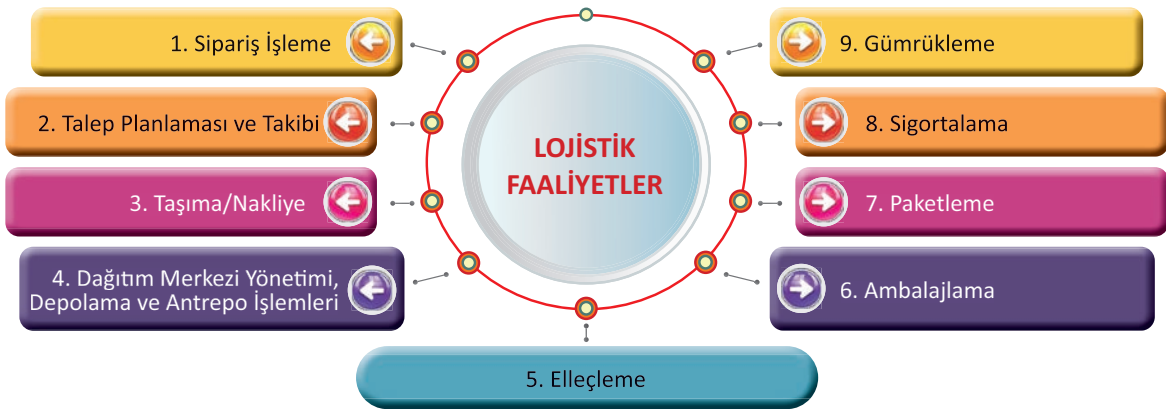 LOJİSTİK
FAALİYETLER
1. Sipariş İşleme
2. Talep Planlaması ve Takibi
3. Taşıma/Nakliye
4. Dağıtım Merkezi Yönetimi,
Depolama ve Antrepo İşlemleri
5. Elleçleme
6. Ambalajlama
7. Paketleme
8. Sigortalama
9. Gümrükleme